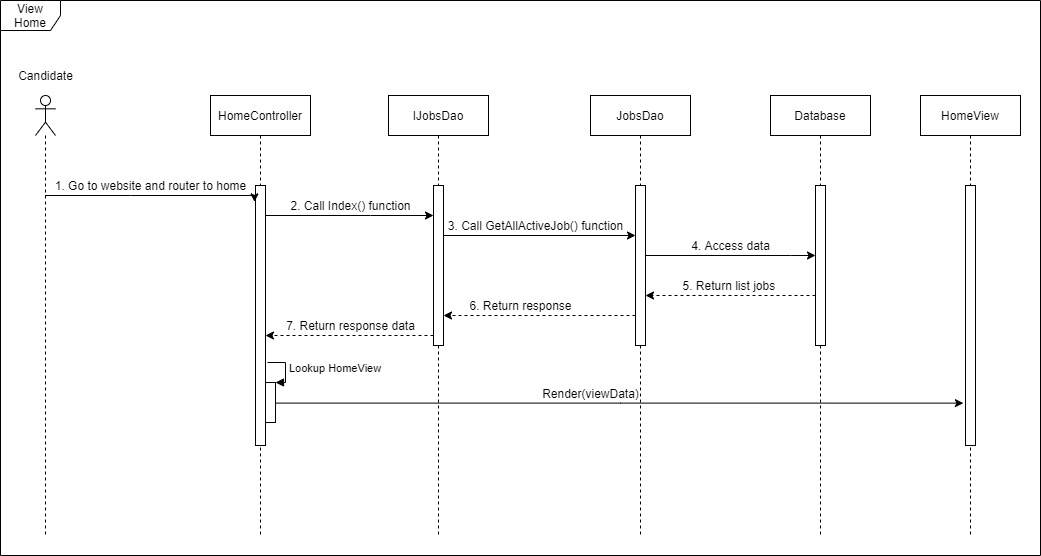 View
Home
Candidate
HomeController
IJobsDao
JobsDao
Database
HomeView
1. Go to website and router to home
2. Call Index() function
3. Call GetAllActiveJob() function
4. Access data
5. Return list jobs
6. Return response
7. Return response data
Lookup HomeView
Render(viewData)